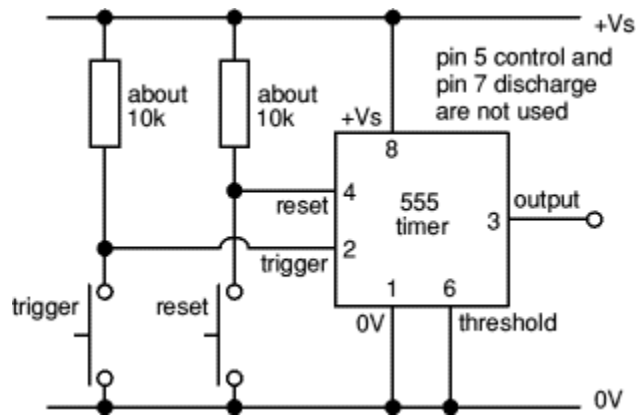 +Vs
pin 5 control and
pin 7 discharge
are not used
about
10k
about
10k
+Vs
8
4
reset
555
timer
3
output
2
trigger
trigger
reset
1
6
0V
threshold
0V